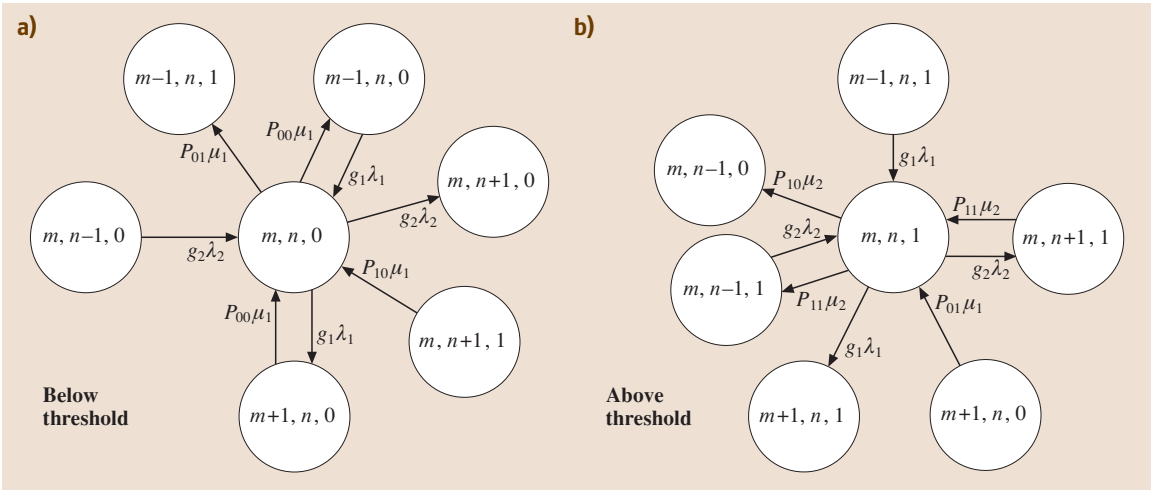 a)
m–1, n, 1
m–1, n, 0
P₀₀μ₁
P₀₁μ₁
g₁λ₁
m, n+1, 0
g₂λ₂
m, n–1, 0
g₂λ₂
m, n, 0
P₁₀μ₁
P₀₀μ₁
g₁λ₁
m, n+1, 1
Below
threshold
m+1, n, 0
b)
m–1, n, 1
g₁λ₁
m, n–1, 0
P₁₀μ₂
P₁₁μ₂
g₂λ₂
m, n, 1
m, n+1, 1
g₂λ₂
m, n–1, 1
P₁₁μ₂
P₀₁μ₁
g₁λ₁
Above
threshold
m+1, n, 1
m+1, n, 0